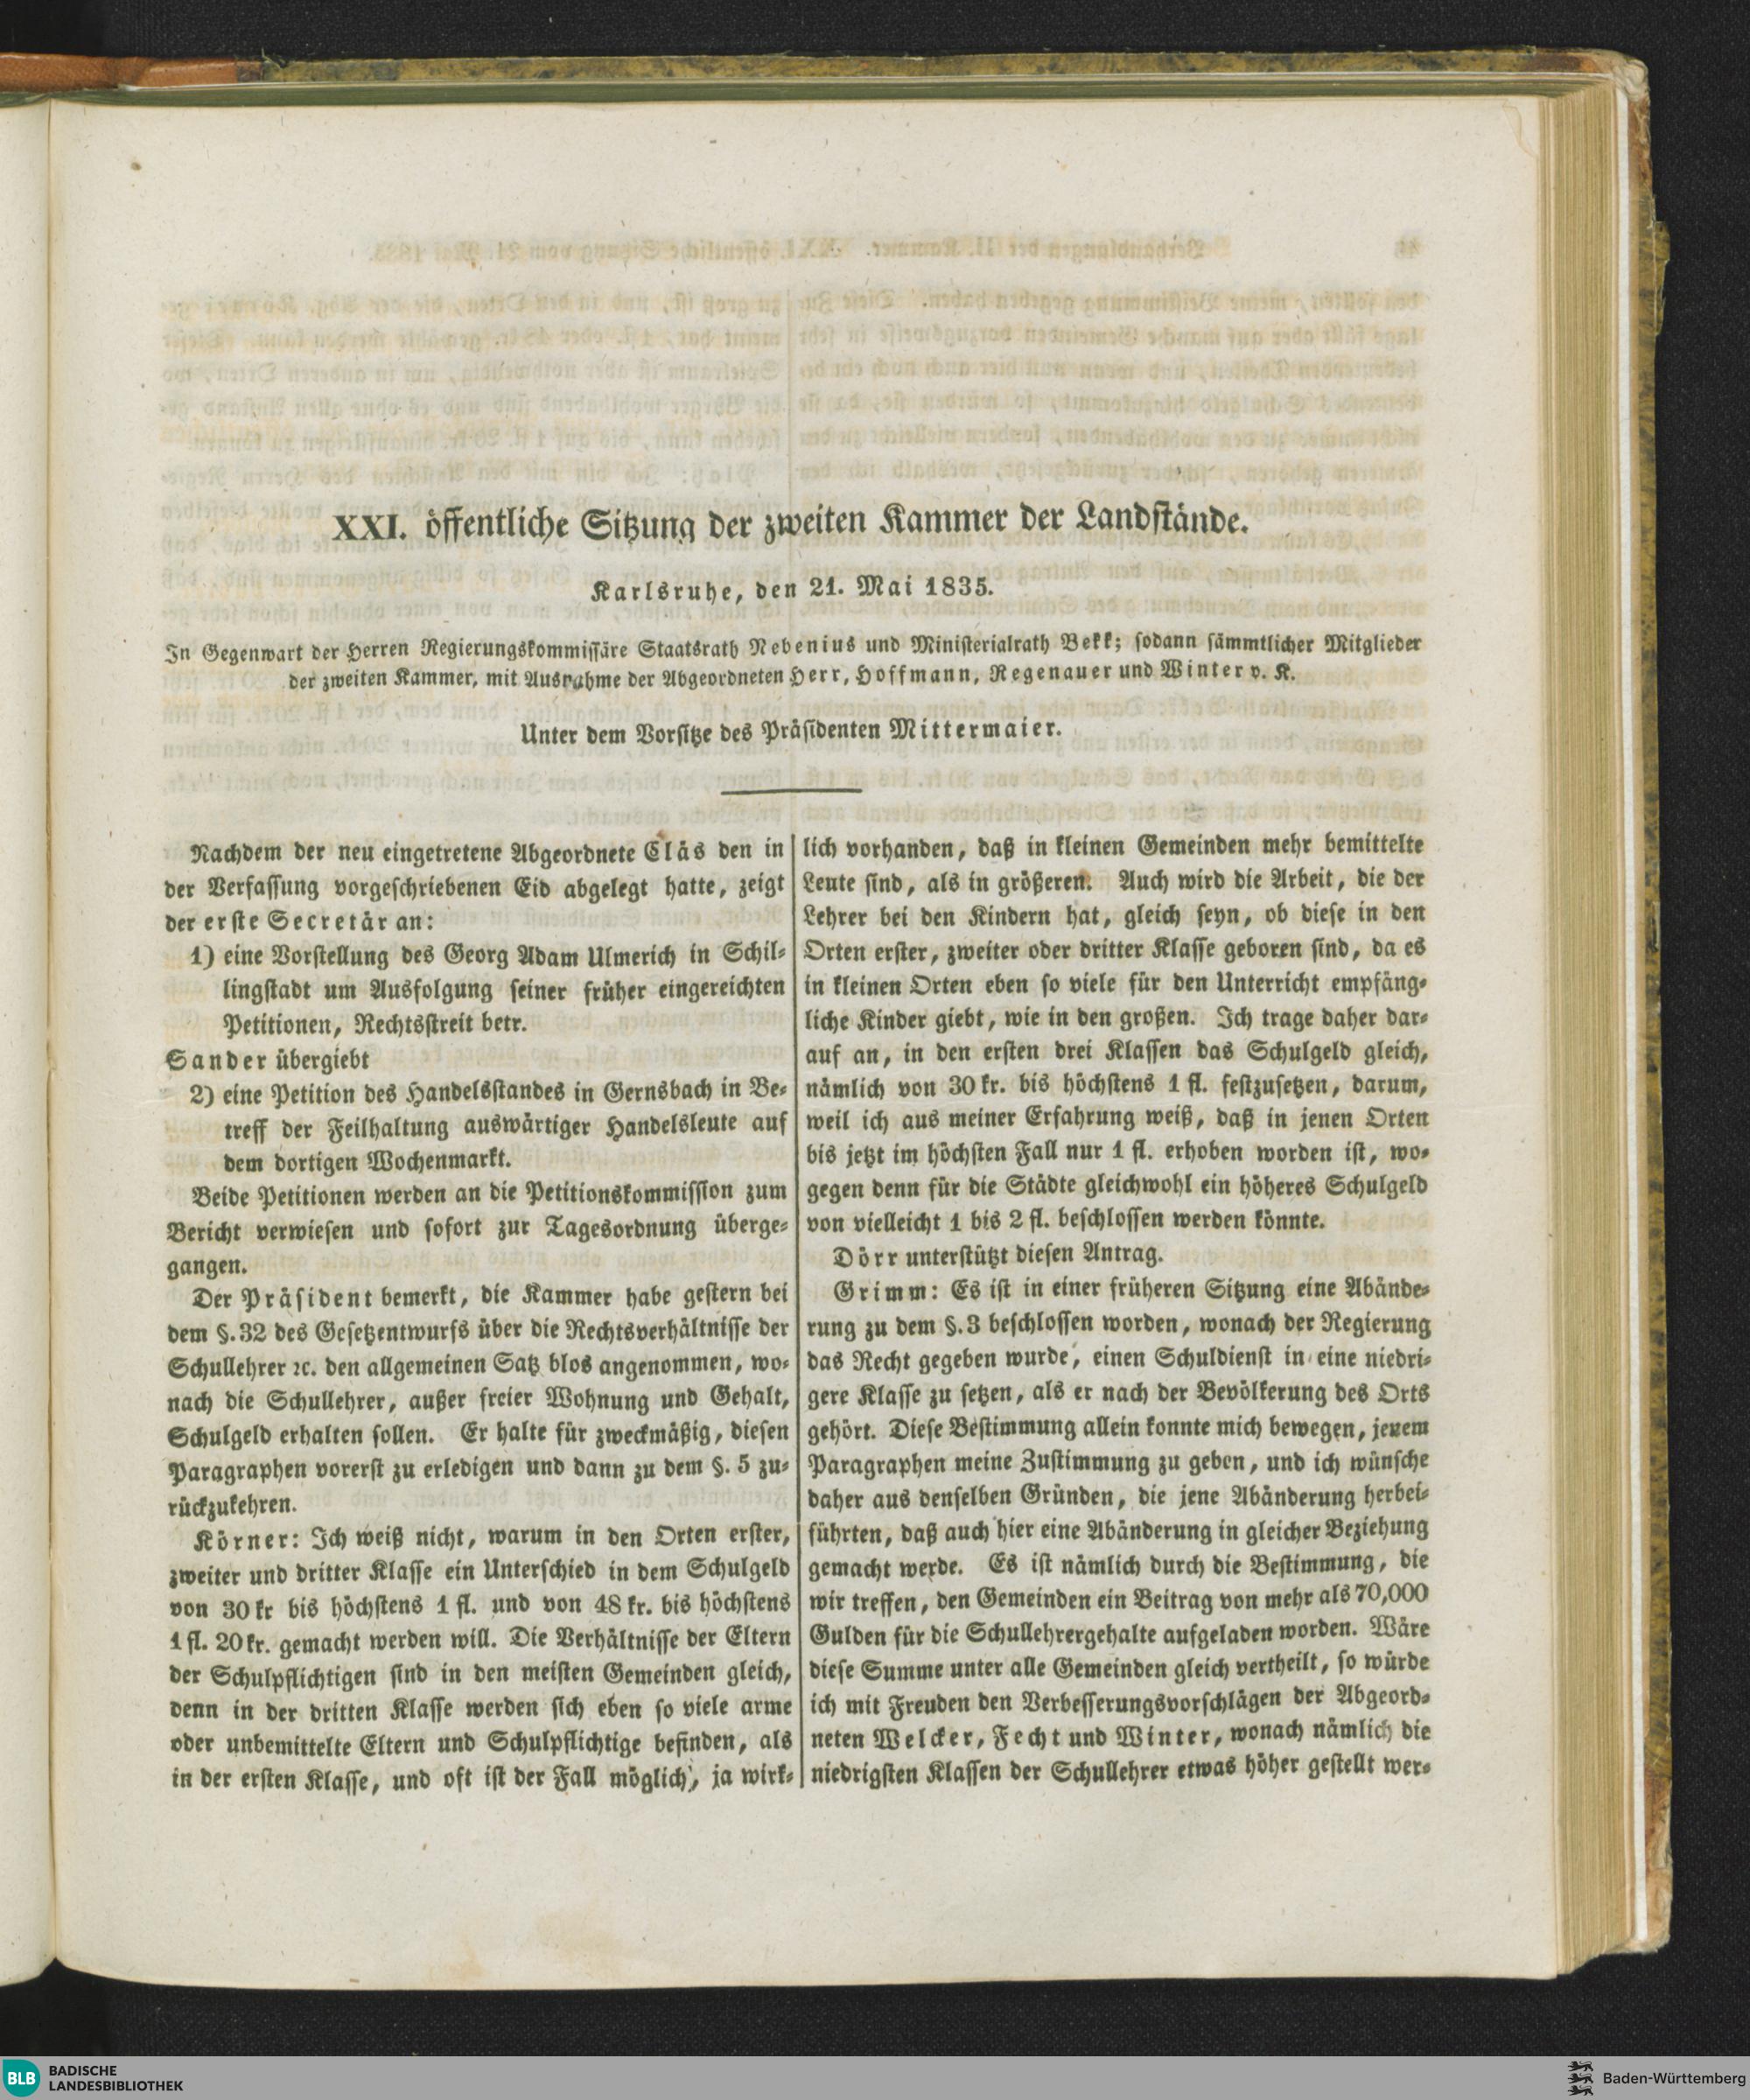 XXI. öffentliche Sitzung der zweiten Kammer der Landstände.
Karlsruhe, den 21. Mai 1835.
In Gegenwart der Herren Regierungskommissäre Staatsrath Nebenius und Ministerialrath Bekk; sodann sämmtlicher Mitglieder
der zweiten Kammer, mit Ausnahme der Abgeordneten Herr, Hoffmann, Regenauer und Winter v. K.
Unter dem Vorsitze des Präsidenten Mittermaier.
Nachdem der neu eingetretene Abgeordnete Cläs den in
der Verfassung vorgeschriebenen Eid abgelegt hatte, zeigt
der erste Secretär an:
1) eine Vorstellung des Georg Adam Ulmerich in Schil-
lingstadt um Ausfolgung seiner früher eingereichten
Petitionen, Rechtsstreit betr.
Sander übergiebt
2) eine Petition des Handelsstandes in Gernsbach in Be-
treff der Feilhaltung auswärtiger Handelsleute auf
dem dortigen Wochenmarkt.
Beide Petitionen werden an die Petitionskommission zum
Bericht verwiesen und sofort zur Tagesordnung überge-
gangen.
Der Präsident bemerkt, die Kammer habe gestern bei
dem §. 32 des Gesetzentwurfs über die Rechtsverhältnisse der
Schullehrer ꝛc. den allgemeinen Satz blos angenommen, wo-
nach die Schullehrer, außer freier Wohnung und Gehalt,
Schulgeld erhalten sollen. Er halte für zweckmäßig, diesen
Paragraphen vorerst zu erledigen und dann zu dem §. 5 zu-
rückzukehren.
Körner: Ich weiß nicht, warum in den Orten erster,
zweiter und dritter Klasse ein Unterschied in dem Schulgeld
von 30 kr bis höchstens 1 fl. und von 48 kr. bis höchstens
1 fl. 20 kr. gemacht werden will. Die Verhältnisse der Eltern
der Schulpflichtigen sind in den meisten Gemeinden gleich,
denn in der dritten Klasse werden sich eben so viele arme
oder unbemittelte Eltern und Schulpflichtige befinden, als
in der ersten Klasse, und oft ist der Fall möglich, ja wirk-
lich vorhanden, daß in kleinen Gemeinden mehr bemittelte
Leute sind, als in größeren. Auch wird die Arbeit, die der
Lehrer bei den Kindern hat, gleich seyn, ob diese in den
Orten erster, zweiter oder dritter Klasse geboren sind, da es
in kleinen Orten eben so viele für den Unterricht empfäng-
liche Kinder giebt, wie in den großen. Ich trage daher dar-
auf an, in den ersten drei Klassen das Schulgeld gleich,
nämlich von 30 kr. bis höchstens 1 fl. festzusetzen, darum,
weil ich aus meiner Erfahrung weiß, daß in jenen Orten
bis jetzt im höchsten Fall nur 1 fl. erhoben worden ist, wo-
gegen denn für die Städte gleichwohl ein höheres Schulgeld
von vielleicht 1 bis 2 fl. beschlossen werden könnte.
Dörr unterstützt diesen Antrag.
Grimm: Es ist in einer früheren Sitzung eine Abände-
rung zu dem §. 3 beschlossen worden, wonach der Regierung
das Recht gegeben wurde, einen Schuldienst in eine niedri-
gere Klasse zu setzen, als er nach der Bevölkerung des Orts
gehört. Diese Bestimmung allein konnte mich bewegen, jenem
Paragraphen meine Zustimmung zu geben, und ich wünsche
daher aus denselben Gründen, die jene Abänderung herbei-
führten, daß auch hier eine Abänderung in gleicher Beziehung
gemacht werde. Es ist nämlich durch die Bestimmung, die
wir treffen, den Gemeinden ein Beitrag von mehr als 70,000
Gulden für die Schullehrergehalte aufgeladen worden. Wäre
diese Summe unter alle Gemeinden gleich vertheilt, so würde
ich mit Freuden den Verbesserungsvorschlägen der Abgeord-
neten Welcker, Fecht und Winter, wonach nämlich die
niedrigsten Klassen der Schullehrer etwas höher gestellt wer-
BLB BADISCHE
LANDESBIBLIOTHEK
Baden-Württemberg